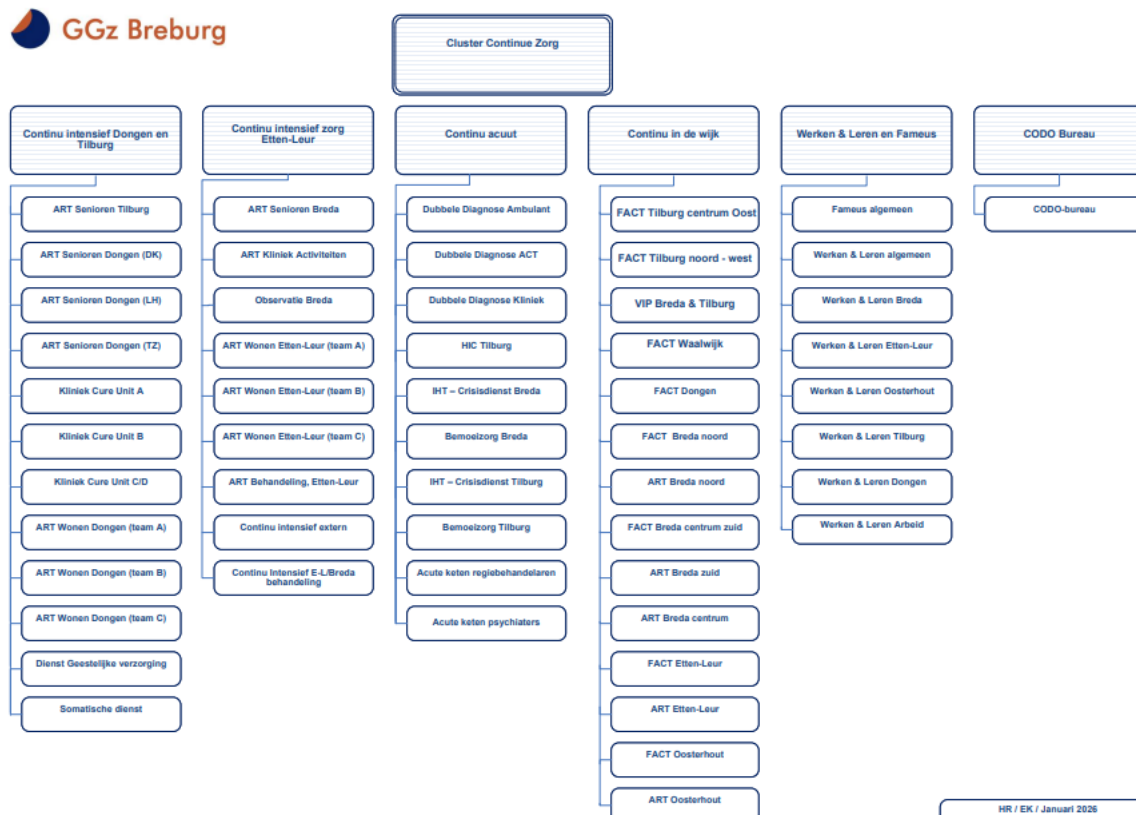 GGz Breburg
Cluster Continue Zorg
Continu intensief Dongen en
Tilburg
ART Senioren Tilburg
ART Senioren Dongen (DK)
ART Senioren Dongen (LH)
ART Senioren Dongen (TZ)
Kliniek Cure Unit A
Kliniek Cure Unit B
Kliniek Cure Unit C/D
ART Wonen Dongen (team A)
ART Wonen Dongen (team B)
ART Wonen Dongen (team C)
Dienst Geestelijke verzorging
Somatische dienst
Continu intensief zorg
Etten-Leur
ART Senioren Breda
ART Kliniek Activiteiten
Observatie Breda
ART Wonen Etten-Leur (team A)
ART Wonen Etten-Leur (team B)
ART Wonen Etten-Leur (team C)
ART Behandeling, Etten-Leur
Continu intensief extern
Continu Intensief E-L/Breda
behandeling
Continu acuut
Dubbele Diagnose Ambulant
Dubbele Diagnose ACT
Dubbele Diagnose Kliniek
HIC Tilburg
IHT – Crisisdienst Breda
Bemoeizorg Breda
IHT – Crisisdienst Tilburg
Bemoeizorg Tilburg
Acute keten regiebehandelaren
Acute keten psychiaters
Continu in de wijk
FACT Tilburg centrum Oost
FACT Tilburg noord - west
VIP Breda & Tilburg
FACT Waalwijk
FACT Dongen
FACT Breda noord
ART Breda noord
FACT Breda centrum zuid
ART Breda zuid
ART Breda centrum
FACT Etten-Leur
ART Etten-Leur
FACT Oosterhout
ART Oosterhout
Werken & Leren en Fameus
Fameus algemeen
Werken & Leren algemeen
Werken & Leren Breda
Werken & Leren Etten-Leur
Werken & Leren Oosterhout
Werken & Leren Tilburg
Werken & Leren Dongen
Werken & Leren Arbeid
CODO Bureau
CODO-bureau
HR / EK / Januari 2026